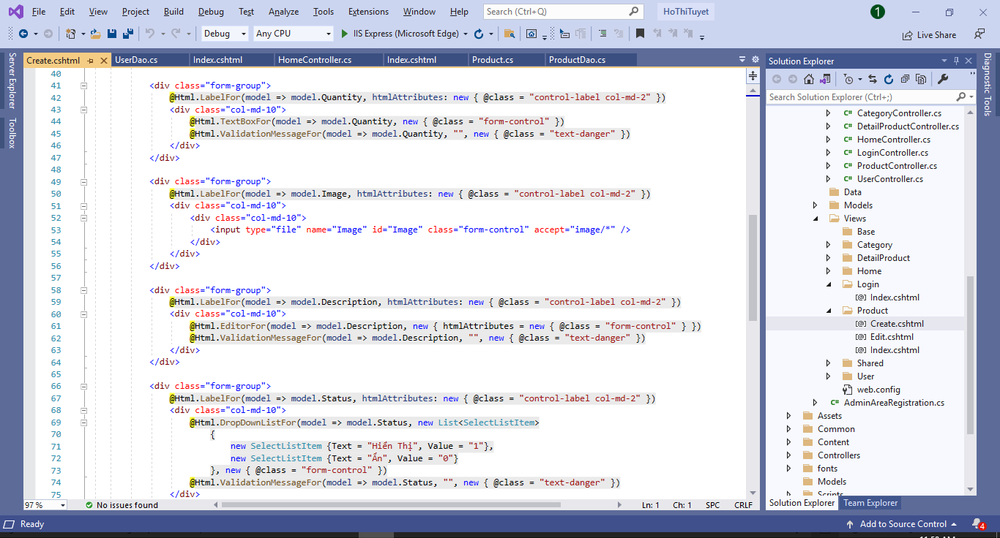 File Edit View Project Build Debug Test Analyze Tools Extensions Window Help Search (Ctrl+Q) HoThiTuyet 1
Debug Any CPU IIS Express (Microsoft Edge) Live Share
Server Explorer
Toolbox
Create.cshtml UserDao.cs Index.cshtml HomeController.cs Index.cshtml Product.cs ProductDao.cs
40
41 <div class="form-group">
42 @Html.LabelFor(model => model.Quantity, htmlAttributes: new { @class = "control-label col-md-2" })
43 <div class="col-md-10">
44 @Html.TextBoxFor(model => model.Quantity, new { @class = "form-control" })
45 @Html.ValidationMessageFor(model => model.Quantity, "", new { @class = "text-danger" })
46 </div>
47 </div>
48
49 <div class="form-group">
50 @Html.LabelFor(model => model.Image, htmlAttributes: new { @class = "control-label col-md-2" })
51 <div class="col-md-10">
52 <div class="col-md-10">
53 <input type="file" name="Image" id="Image" class="form-control" accept="image/*" />
54 </div>
55 </div>
56 </div>
57
58 <div class="form-group">
59 @Html.LabelFor(model => model.Description, htmlAttributes: new { @class = "control-label col-md-2" })
60 <div class="col-md-10">
61 @Html.EditorFor(model => model.Description, new { htmlAttributes = new { @class = "form-control" } })
62 @Html.ValidationMessageFor(model => model.Description, "", new { @class = "text-danger" })
63 </div>
64 </div>
65
66 <div class="form-group">
67 @Html.LabelFor(model => model.Status, htmlAttributes: new { @class = "control-label col-md-2" })
68 <div class="col-md-10">
69 @Html.DropDownListFor(model => model.Status, new List<SelectListItem>
70 {
71 new SelectListItem {Text = "Hiển Thị", Value = "1"},
72 new SelectListItem {Text = "Ẩn", Value = "0"}
73 }, new { @class = "form-control" })
74 @Html.ValidationMessageFor(model => model.Status, "", new { @class = "text-danger" })
75 </div>
97 % No issues found Ln: 1 Ch: 1 SPC CRLF
Solution Explorer
Search Solution Explorer (Ctrl+;)
C# CategoryController.cs
C# DetailProductController.cs
C# HomeController.cs
C# LoginController.cs
C# ProductController.cs
C# UserController.cs
Data
Models
Views
Base
Category
DetailProduct
Home
Login
[@] Index.cshtml
Product
[@] Create.cshtml
[@] Edit.cshtml
[@] Index.cshtml
Shared
User
web.config
C# AdminAreaRegistration.cs
Assets
Common
Content
Controllers
fonts
Models
Scripts
Solution Explorer Team Explorer
Diagnostic Tools
Ready Add to Source Control 4